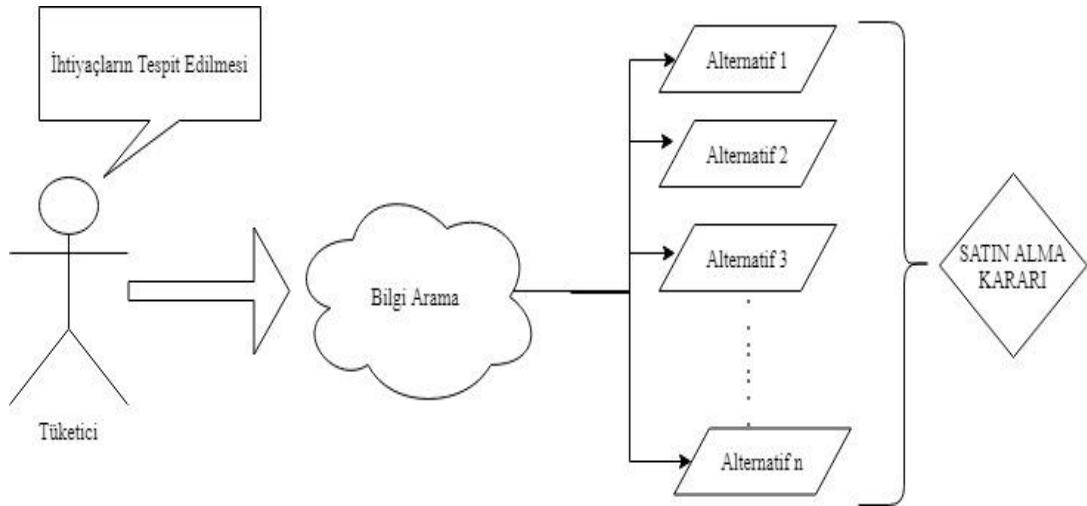 İhtiyaçların Tespit Edilmesi
Tüketici
Bilgi Arama
Alternatif 1
Alternatif 2
Alternatif 3
Alternatif n
SATIN ALMA
KARARI